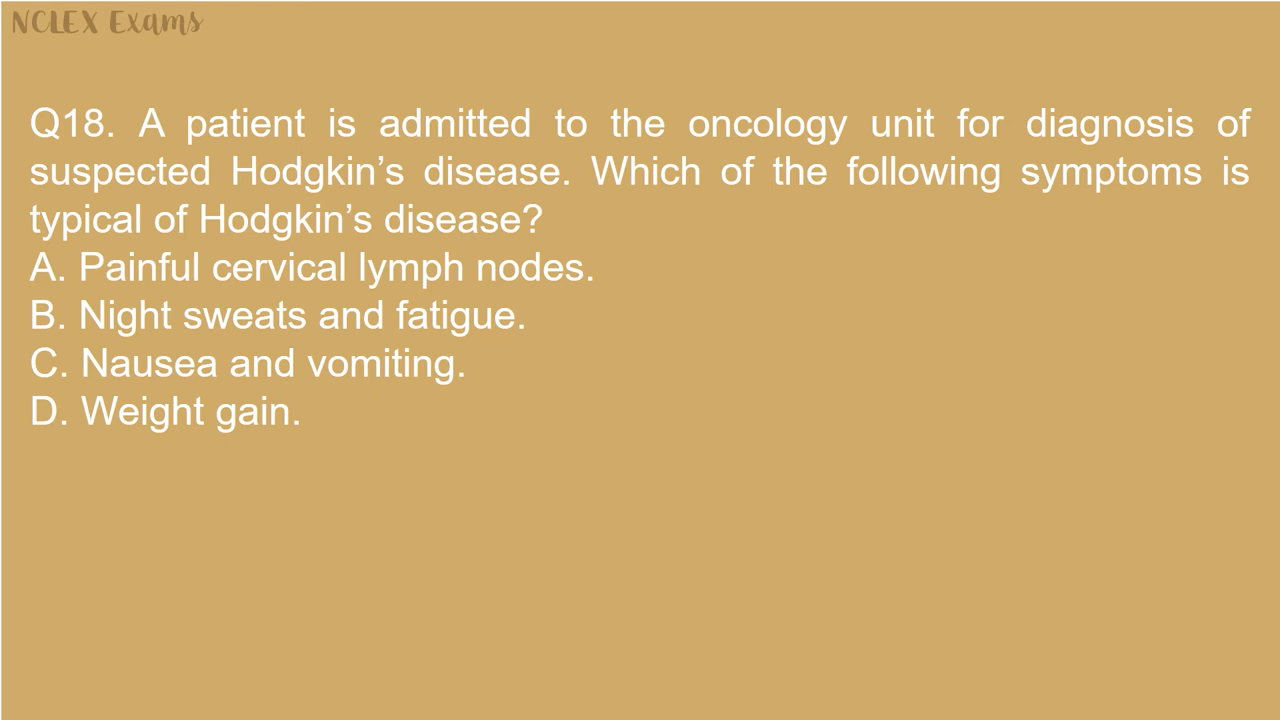 NCLEX Exams
Q18. A patient is admitted to the oncology unit for diagnosis of
suspected Hodgkin’s disease. Which of the following symptoms is
typical of Hodgkin’s disease?
A. Painful cervical lymph nodes.
B. Night sweats and fatigue.
C. Nausea and vomiting.
D. Weight gain.